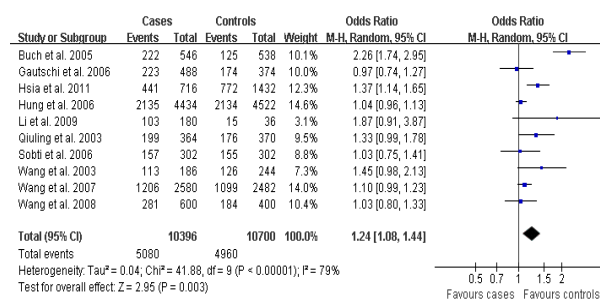 Cases Controls Odds Ratio Odds Ratio
Study or Subgroup Events Total Events Total Weight M-H, Random, 95% CI M-H, Random, 95% CI
Buch et al. 2005 222 546 125 538 10.1% 2.26 [1.74, 2.95]
Gautschi et al. 2006 223 488 174 374 9.9% 0.97 [0.74, 1.27]
Hsia et al. 2011 441 716 772 1432 12.0% 1.37 [1.14, 1.65]
Hung et al. 2006 2135 4434 2134 4522 14.5% 1.04 [0.96, 1.13]
Li et al. 2009 103 180 15 36 4.0% 1.87 [0.91, 3.87]
Qiuling et al. 2003 199 364 176 370 9.5% 1.33 [0.99, 1.78]
Sobti et al. 2006 157 302 155 302 8.9% 1.03 [0.75, 1.41]
Wang et al. 2003 113 186 126 244 7.3% 1.45 [0.98, 2.13]
Wang et al. 2007 1206 2580 1099 2482 13.8% 1.10 [0.99, 1.23]
Wang et al. 2008 281 600 184 400 10.1% 1.03 [0.80, 1.33]
Total (95% CI) 10396 10700 100.0% 1.24 [1.08, 1.44]
Total events 5080 4960
Heterogeneity: Tau² = 0.04; Chi² = 41.88, df = 9 (P < 0.00001); I² = 79%
Test for overall effect: Z = 2.95 (P = 0.003)
0.5 0.7 1 1.5 2
Favours cases Favours controls